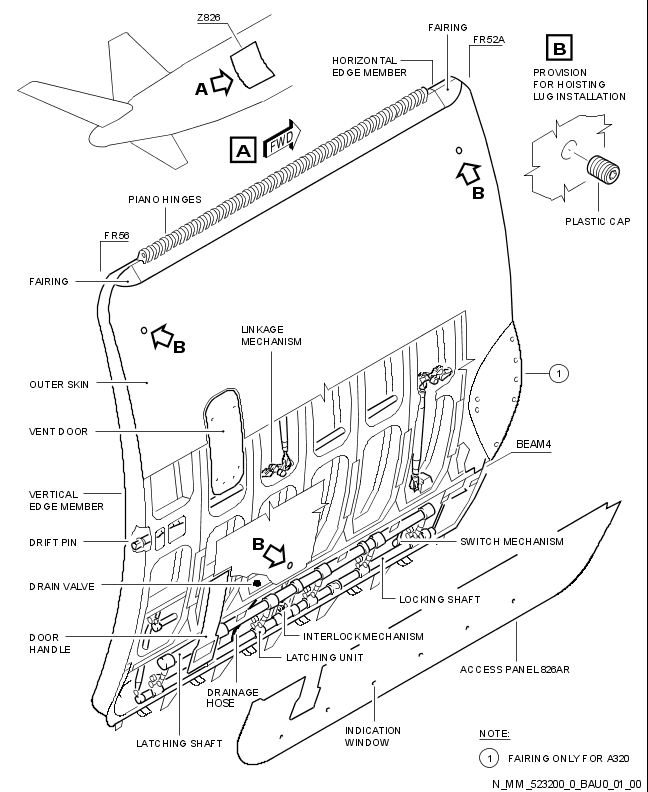 Z826
A
A
FWD
FAIRING
FR52A
HORIZONTAL
EDGE MEMBER
B
PROVISION
FOR HOISTING
LUG INSTALLATION
PLASTIC CAP
B
PIANO HINGES
FR56
FAIRING
B
LINKAGE
MECHANISM
1
OUTER SKIN
VENT DOOR
BEAM4
VERTICAL
EDGE MEMBER
DRIFT PIN
B
SWITCH MECHANISM
DRAIN VALVE
LOCKING SHAFT
DOOR
HANDLE
INTERLOCK MECHANISM
LATCHING UNIT
ACCESS PANEL 826AR
DRAINAGE
HOSE
INDICATION
WINDOW
LATCHING SHAFT
NOTE:
1 FAIRING ONLY FOR A320
N_MM_523200_0_BAU0_01_00